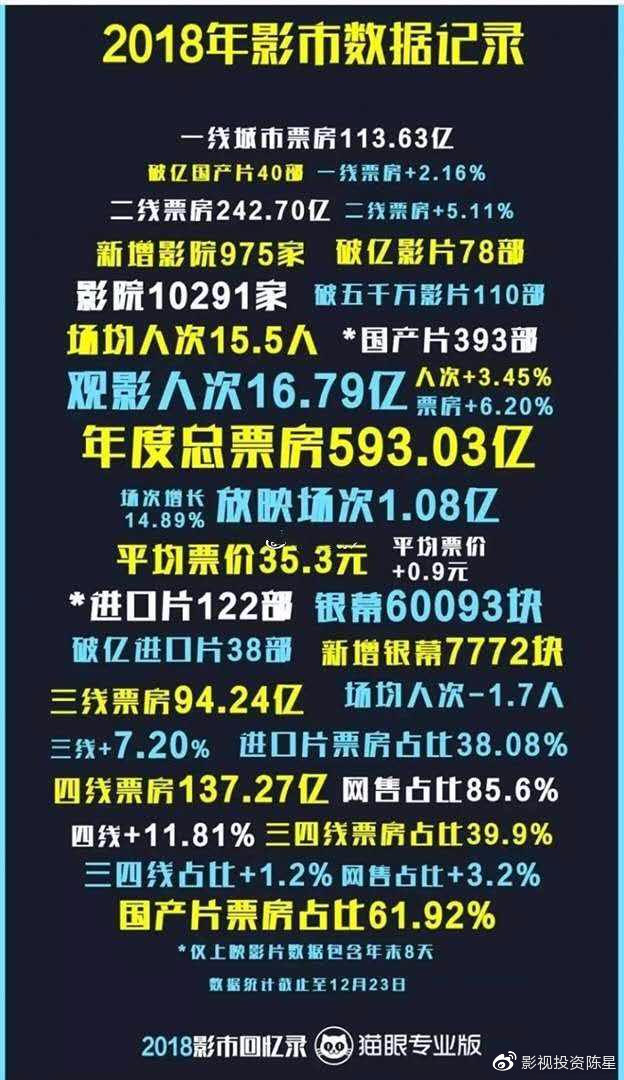 2018年影市数据记录
一线城市票房113.63亿
破亿国产片40部 一线票房+2.16%
二线票房242.70亿 二线票房+5.11%
新增影院975家 破亿影片78部
影院10291家 破五千万影片110部
场均人次15.5人 *国产片393部
观影人次16.79亿 人次+3.45%
票房+6.20%
年度总票房593.03亿
场次增长
14.89% 放映场次1.08亿
平均票价35.3元 平均票价
+0.9元
*进口片122部 银幕60093块
破亿进口片38部 新增银幕7772块
三线票房94.24亿 场均人次-1.7人
三线+7.20% 进口片票房占比38.08%
四线票房137.27亿 网售占比85.6%
四线+11.81% 三四线票房占比39.9%
三四线占比+1.2% 网售占比+3.2%
国产片票房占比61.92%
*仅上映影片数据包含年末8天
数据统计截止至12月23日
2018影市回忆录 猫眼专业版
影视投资陈星